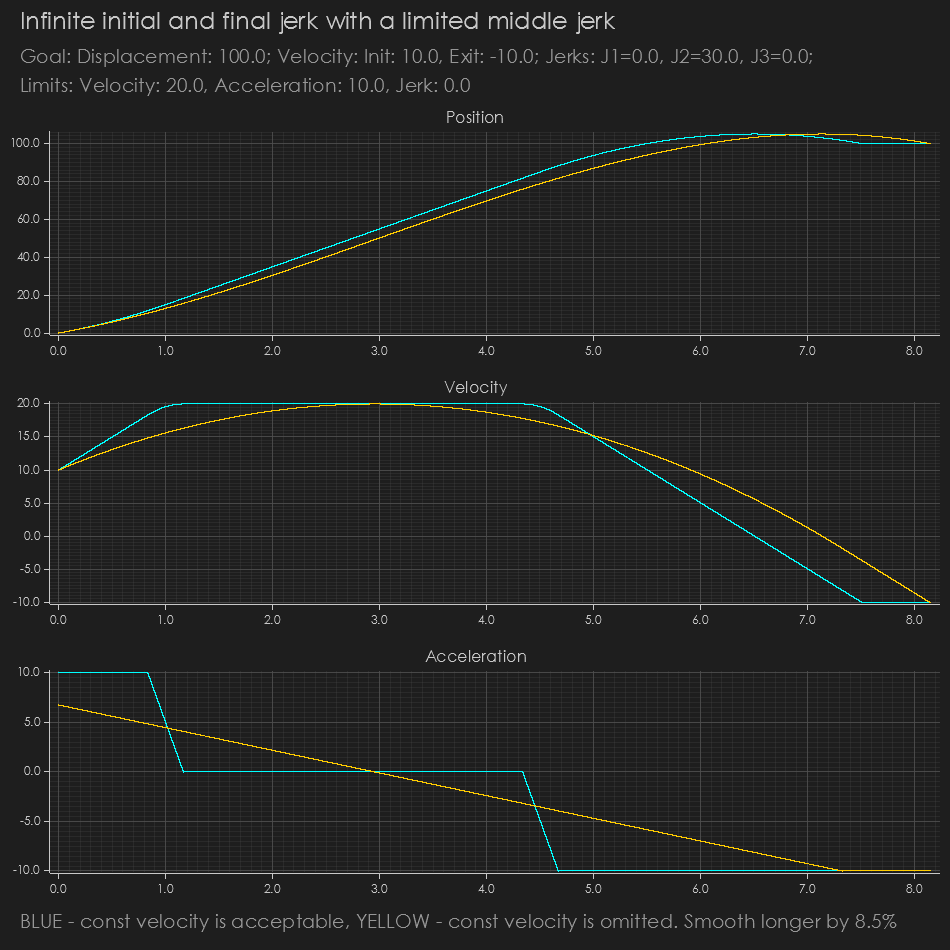 Infinite initial and final jerk with a limited middle jerk
Goal: Displacement: 100.0; Velocity: Init: 10.0, Exit: -10.0; Jerks: J1=0.0, J2=30.0, J3=0.0;
Limits: Velocity: 20.0, Acceleration: 10.0, Jerk: 0.0
Position
100.0
80.0
60.0
40.0
20.0
0.0
0.0 1.0 2.0 3.0 4.0 5.0 6.0 7.0 8.0
Velocity
20.0
15.0
10.0
5.0
0.0
-5.0
-10.0
0.0 1.0 2.0 3.0 4.0 5.0 6.0 7.0 8.0
Acceleration
10.0
5.0
0.0
-5.0
-10.0
0.0 1.0 2.0 3.0 4.0 5.0 6.0 7.0 8.0
BLUE - const velocity is acceptable, YELLOW - const velocity is omitted. Smooth longer by 8.5%